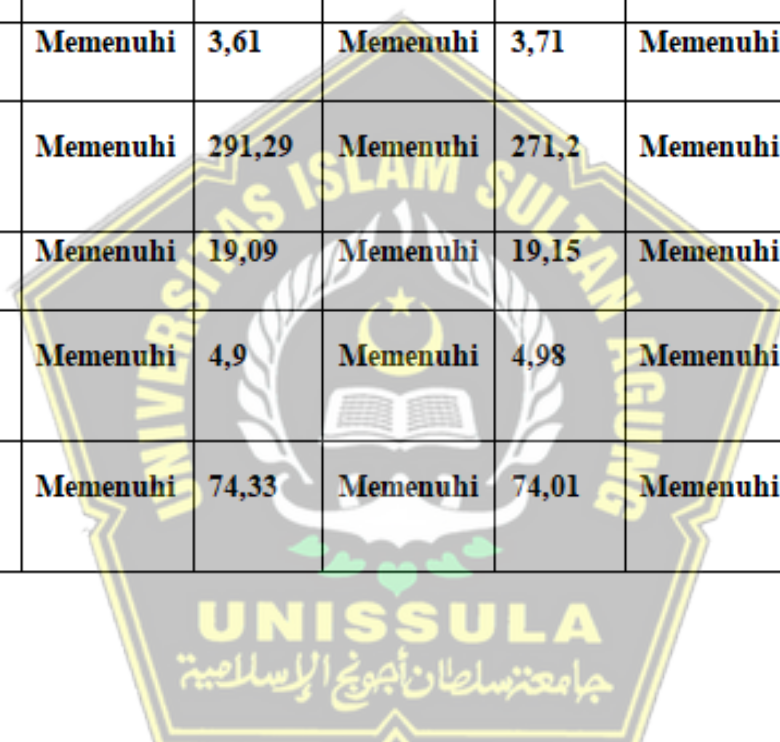 Memenuhi 3,61 Memenuhi 3,71 Memenuhi
Memenuhi 291,29 Memenuhi 271,2 Memenuhi
Memenuhi 19,09 Memenuhi 19,15 Memenuhi
Memenuhi 4,9 Memenuhi 4,98 Memenuhi
Memenuhi 74,33 Memenuhi 74,01 Memenuhi
UNIVERSITAS ISLAM SULTAN AGUNG
UNISSULA
جامعة سلطان أجونج الإسلامية